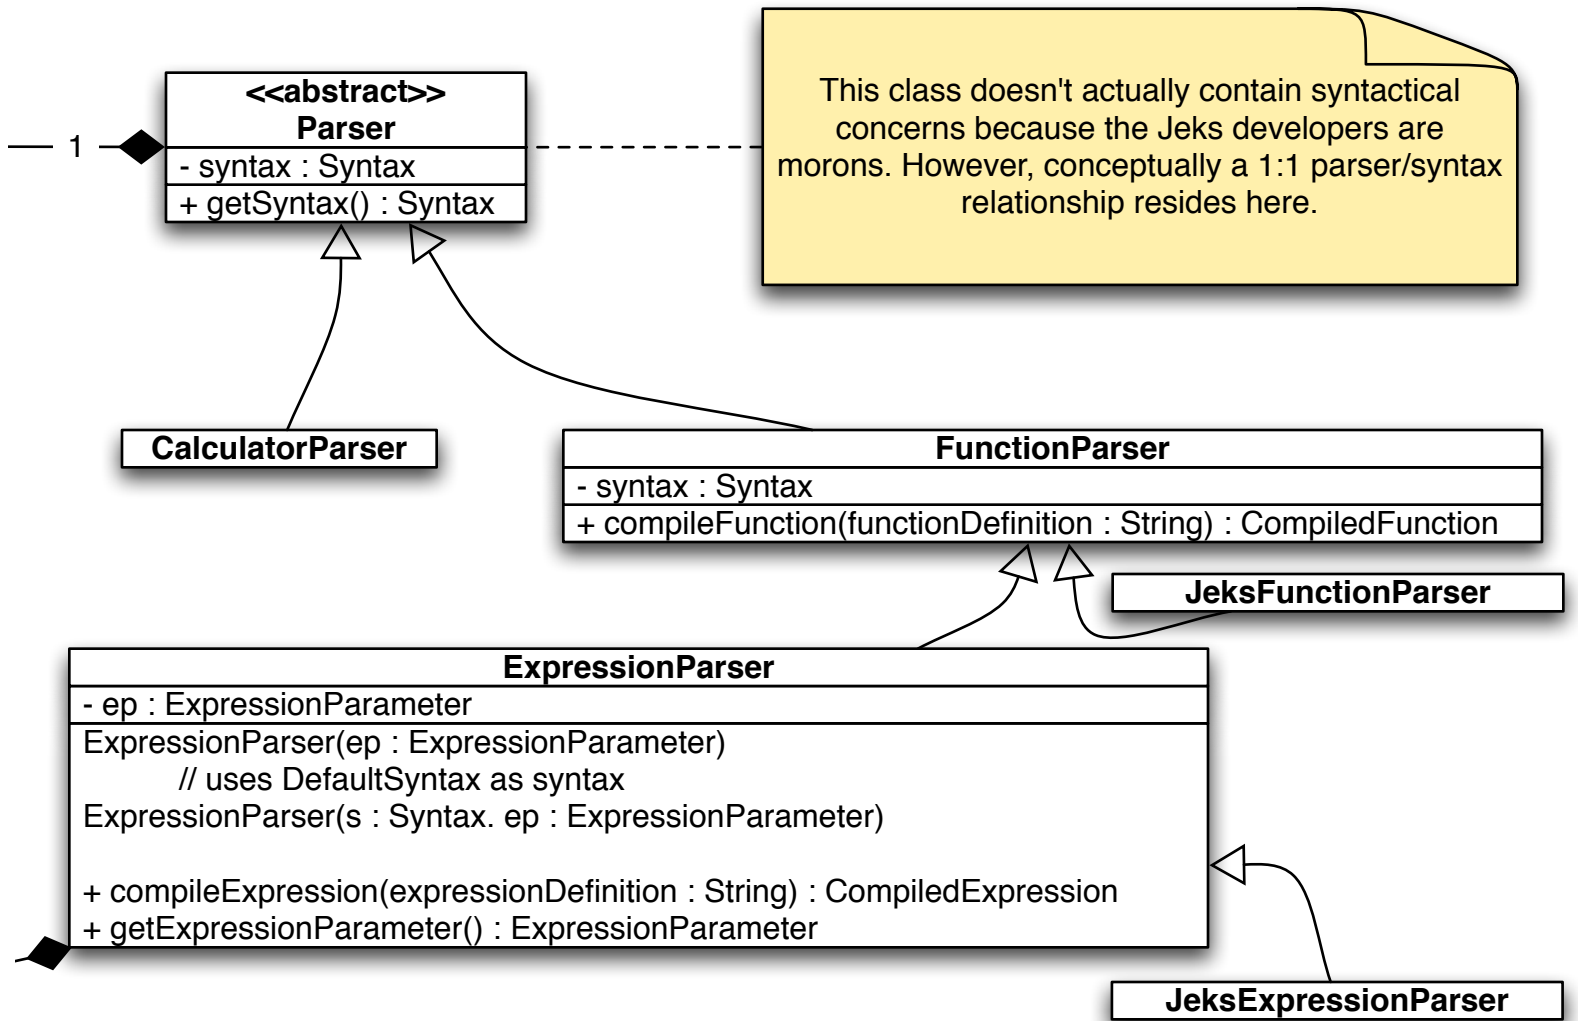 <<abstract>>
Parser
1
- syntax : Syntax
+ getSyntax() : Syntax
This class doesn't actually contain syntactical
concerns because the Jeks developers are
morons. However, conceptually a 1:1 parser/syntax
relationship resides here.
CalculatorParser
FunctionParser
- syntax : Syntax
+ compileFunction(functionDefinition : String) : CompiledFunction
JeksFunctionParser
ExpressionParser
- ep : ExpressionParameter
ExpressionParser(ep : ExpressionParameter)
// uses DefaultSyntax as syntax
ExpressionParser(s : Syntax. ep : ExpressionParameter)
+ compileExpression(expressionDefinition : String) : CompiledExpression
+ getExpressionParameter() : ExpressionParameter
JeksExpressionParser